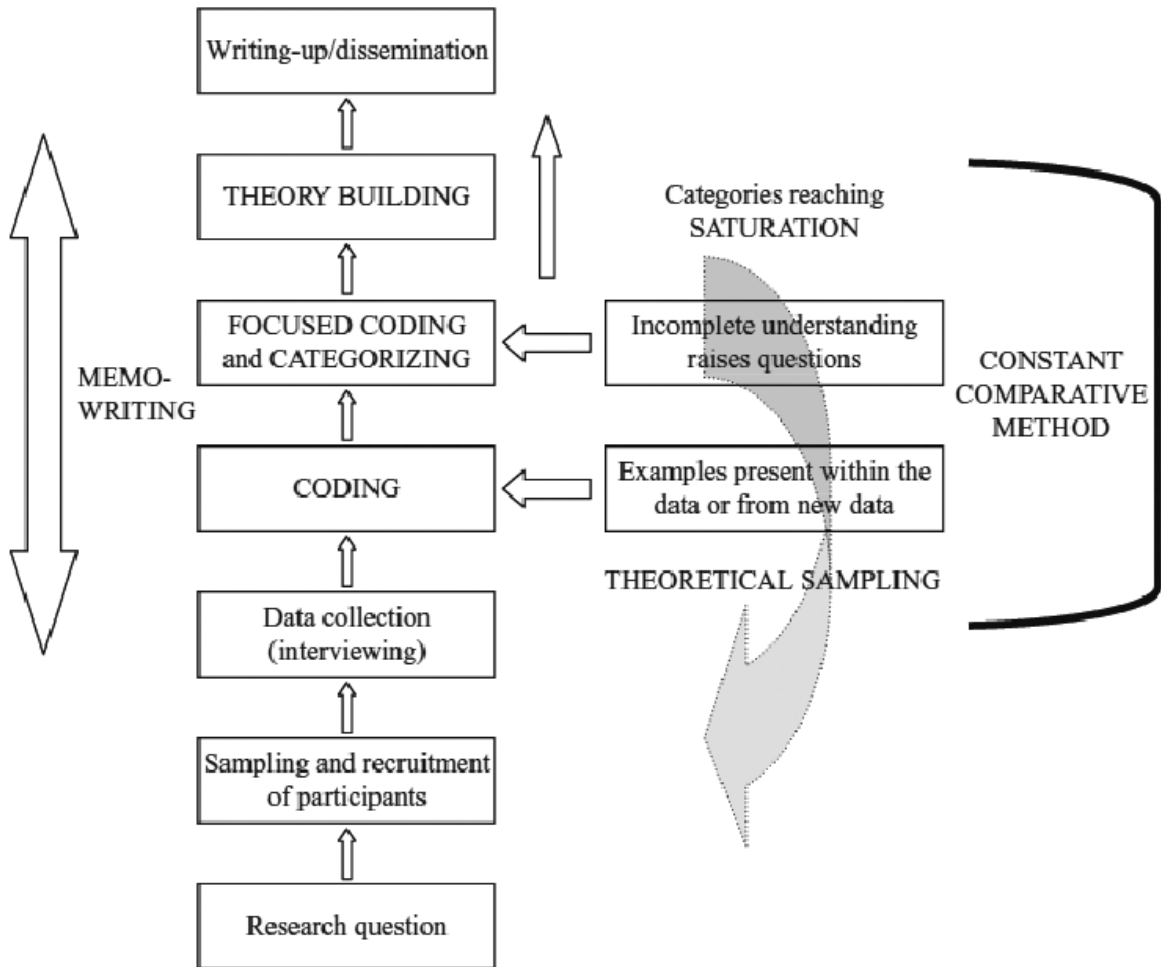 Writing-up/dissemination
THEORY BUILDING
Categories reaching
SATURATION
FOCUSED CODING
and CATEGORIZING
Incomplete understanding
raises questions
MEMO-
WRITING
CONSTANT
COMPARATIVE
METHOD
CODING
Examples present within the
data or from new data
THEORETICAL SAMPLING
Data collection
(interviewing)
Sampling and recruitment
of participants
Research question